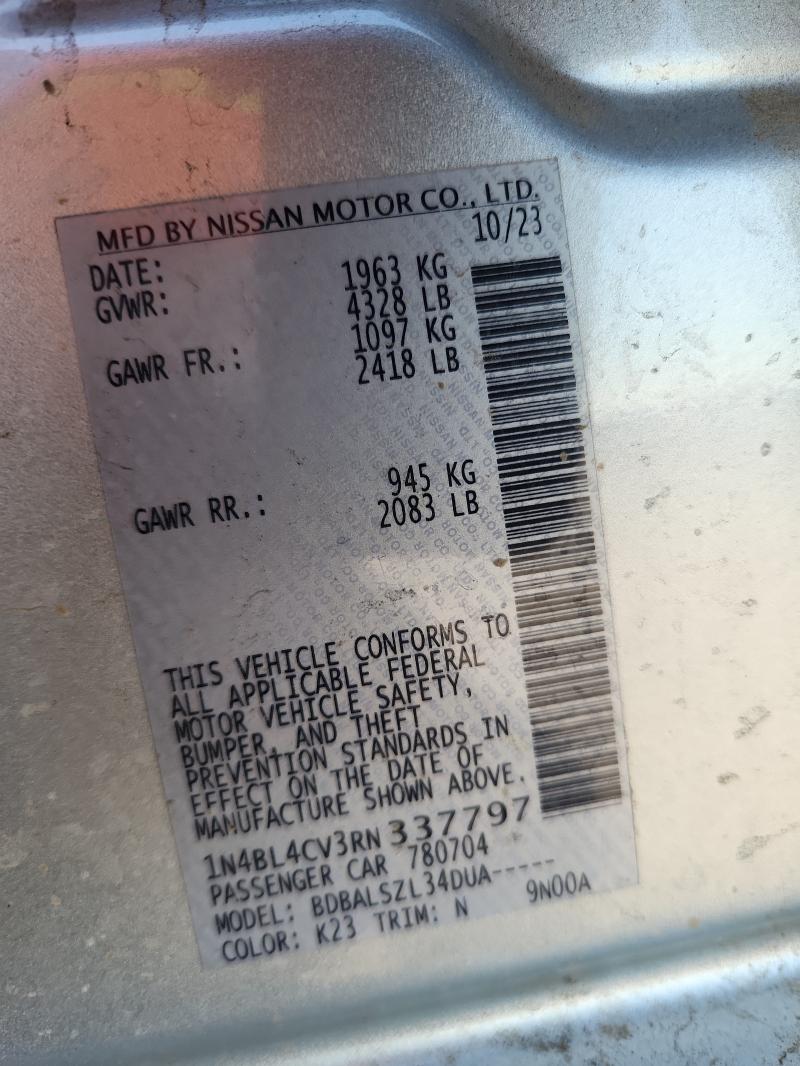 MFD BY NISSAN MOTOR CO., LTD.
DATE: 10/23
GVWR: 1963 KG
4328 LB
GAWR FR.: 1097 KG
2418 LB
GAWR RR.: 945 KG
2083 LB
THIS VEHICLE CONFORMS TO
ALL APPLICABLE FEDERAL
MOTOR VEHICLE SAFETY,
BUMPER, AND THEFT
PREVENTION STANDARDS IN
EFFECT ON THE DATE OF
MANUFACTURE SHOWN ABOVE.
1N4BL4CV3RN337797
PASSENGER CAR 780704
MODEL: BDBALSZL34DUA-----
COLOR: K23 TRIM: N 9N00A